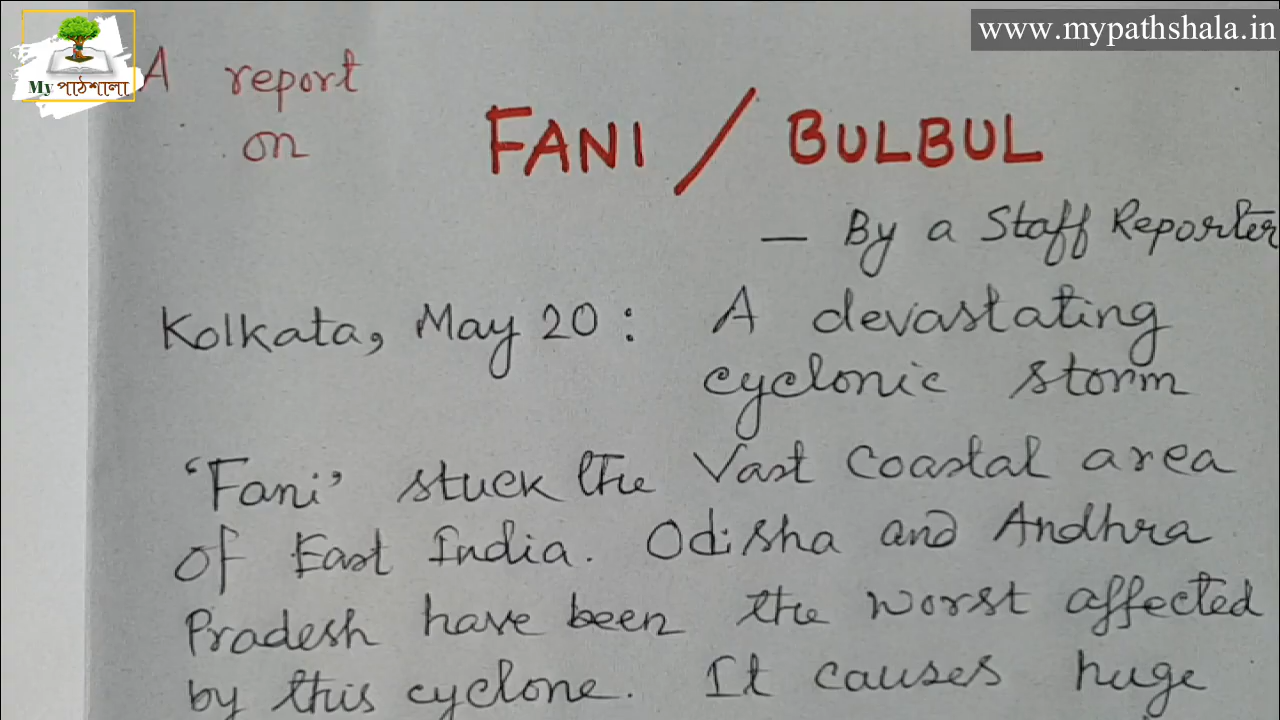 www.mypathshala.in
My পাঠশালা
A report
on
FANI / BULBUL
— By a Staff Reporter
Kolkata, May 20 : A devastating
cyclonic storm
'Fani' stuck the Vast coastal area
of East India. Odisha and Andhra
Pradesh have been the worst affected
by this cyclone. It causes huge